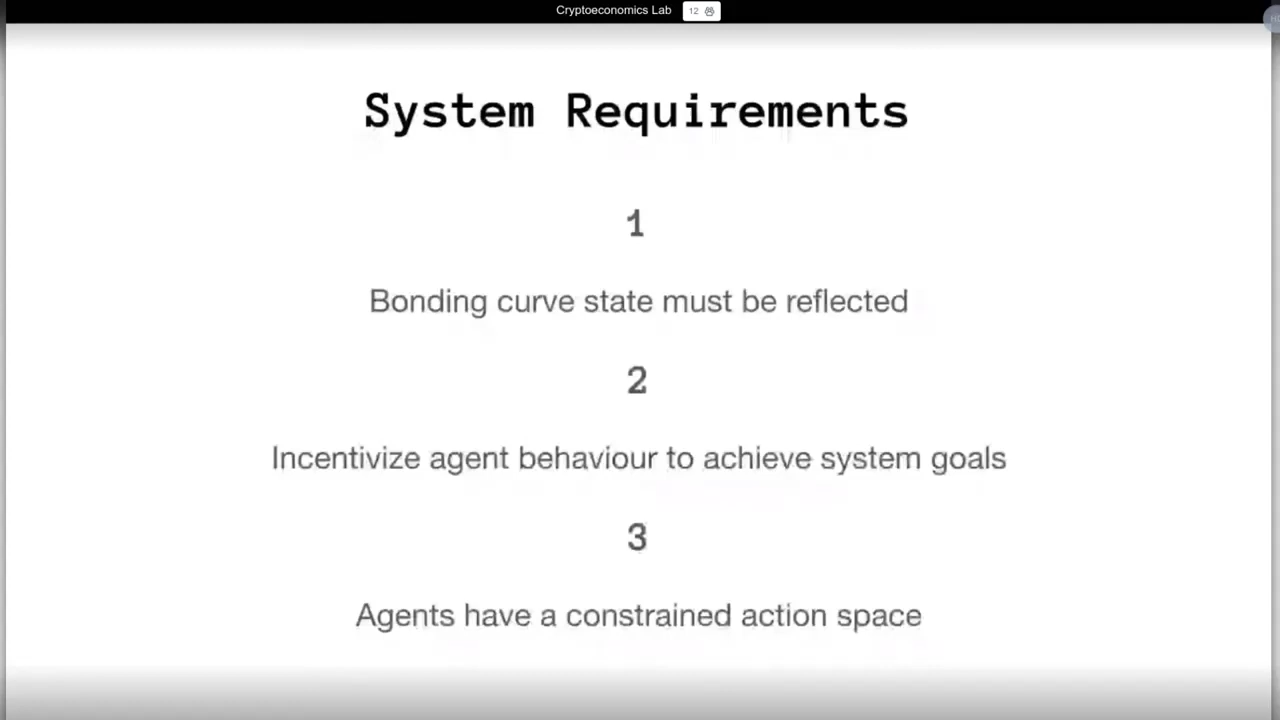 Cryptoeconomics Lab 12
System Requirements
1
Bonding curve state must be reflected
2
Incentivize agent behaviour to achieve system goals
3
Agents have a constrained action space